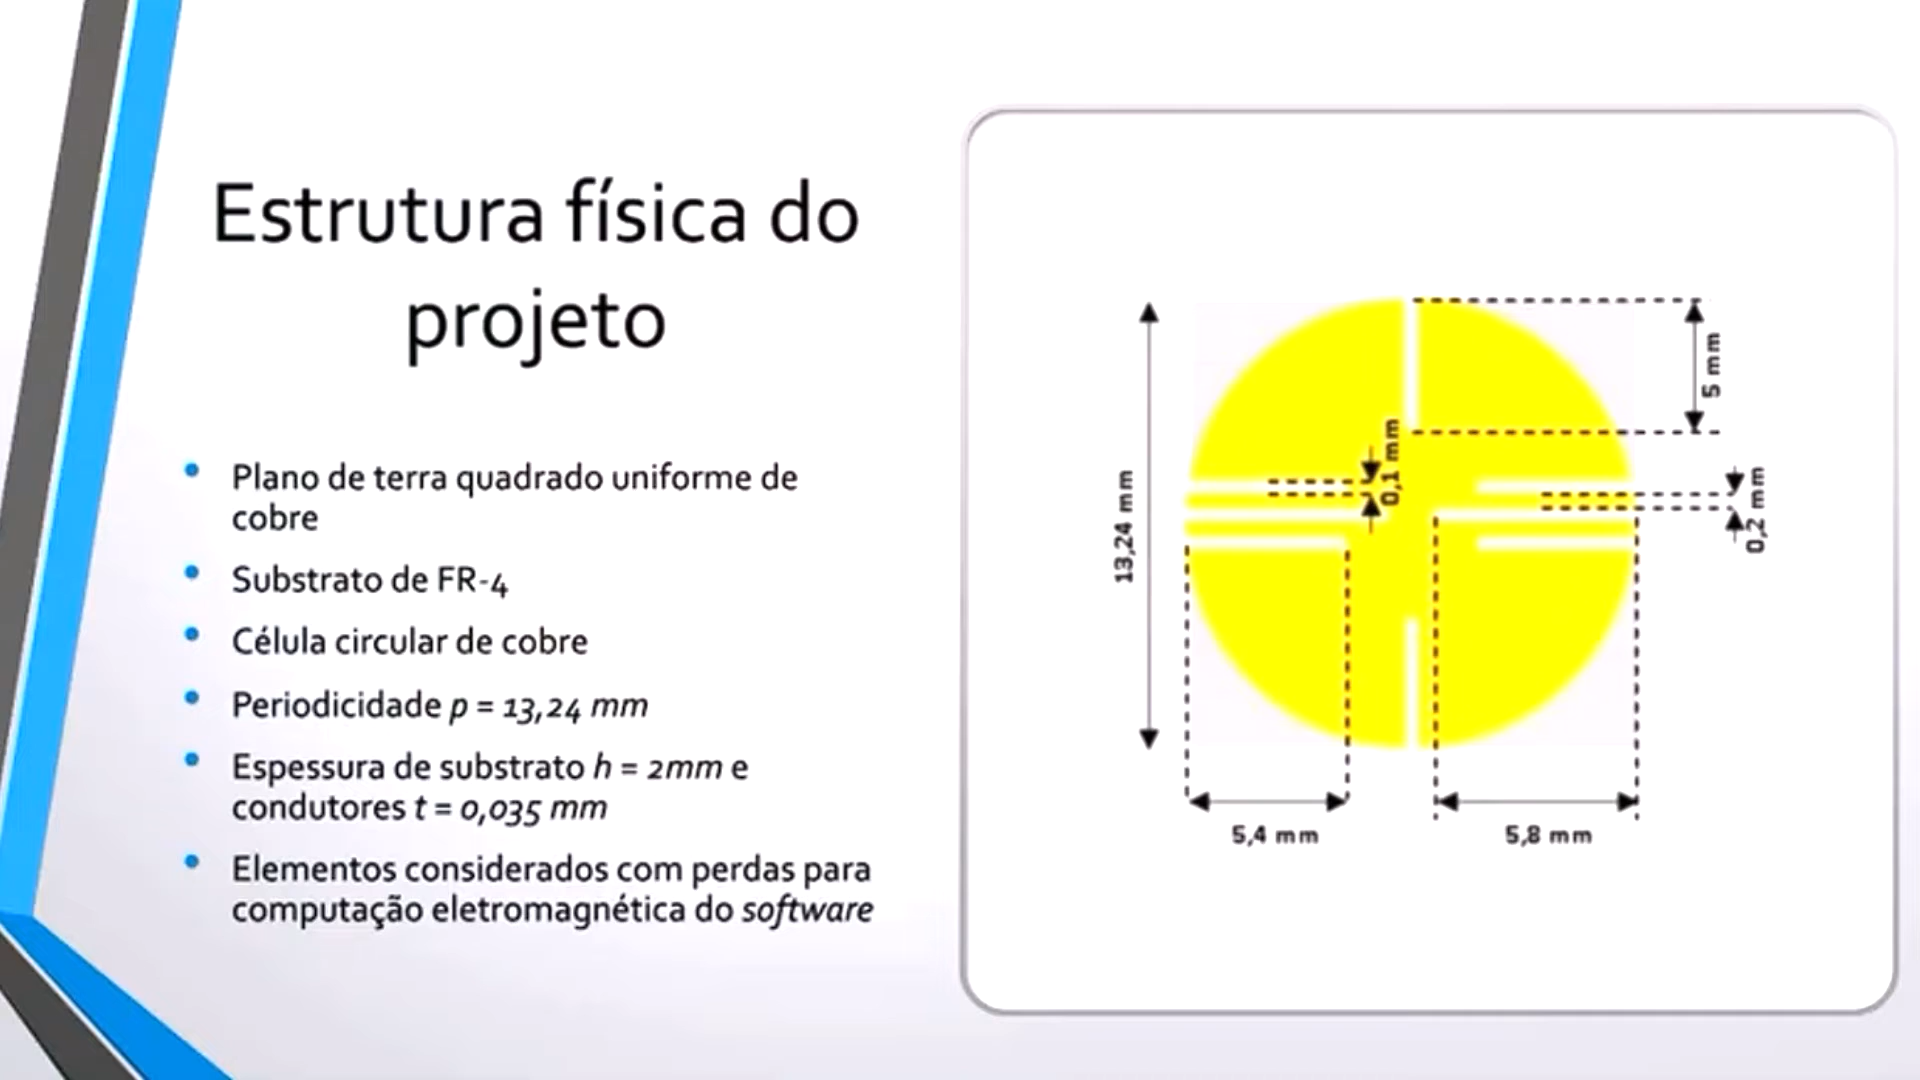 Estrutura física do
projeto
• Plano de terra quadrado uniforme de
cobre
• Substrato de FR-4
• Célula circular de cobre
• Periodicidade p = 13,24 mm
• Espessura de substrato h = 2mm e
condutores t = 0,035 mm
• Elementos considerados com perdas para
computação eletromagnética do software
13,24 mm
0,1 mm
5 mm
0,2 mm
5,4 mm
5,8 mm